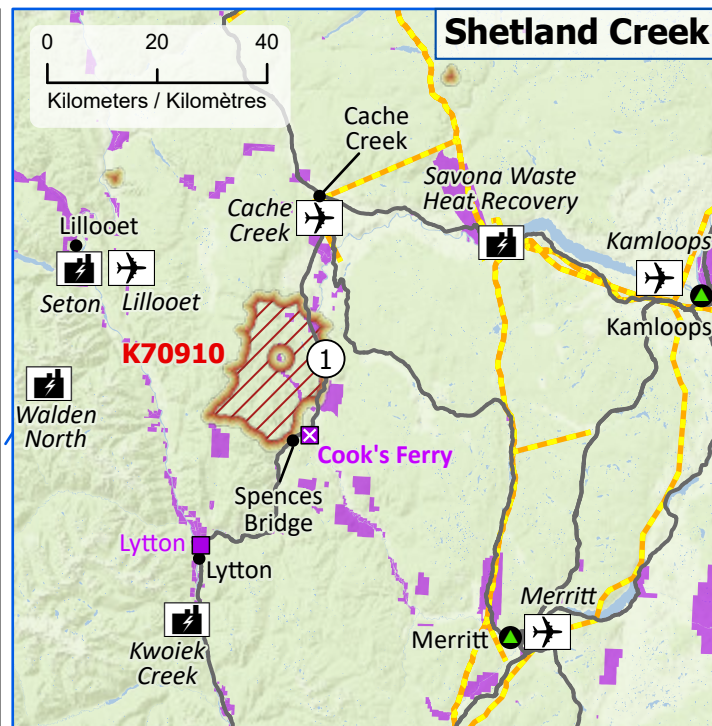 Shetland Creek
0 20 40
Kilometers / Kilomètres
Cache
Creek
Savona Waste
Heat Recovery
Cache
Creek
Lillooet
Kamloops
Seton
Lillooet
Kamloops
K70910
1
Walden
North
Cook's Ferry
Spences
Bridge
Lytton
Lytton
Merritt
Merritt
Kwoiek
Creek